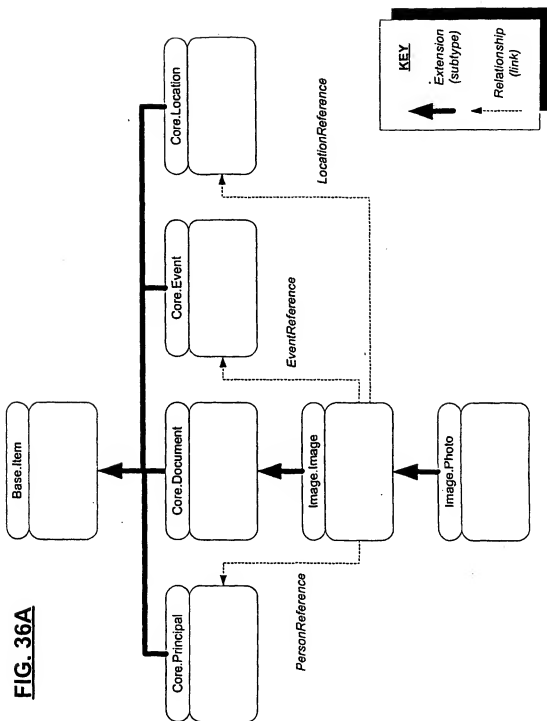 FIG. 36A
Base.Item
Core.Principal
Core.Document
Core.Event
Core.Location
PersonReference
EventReference
LocationReference
Image.Image
Image.Photo
KEY
Extension
(subtype)
Relationship
(link)